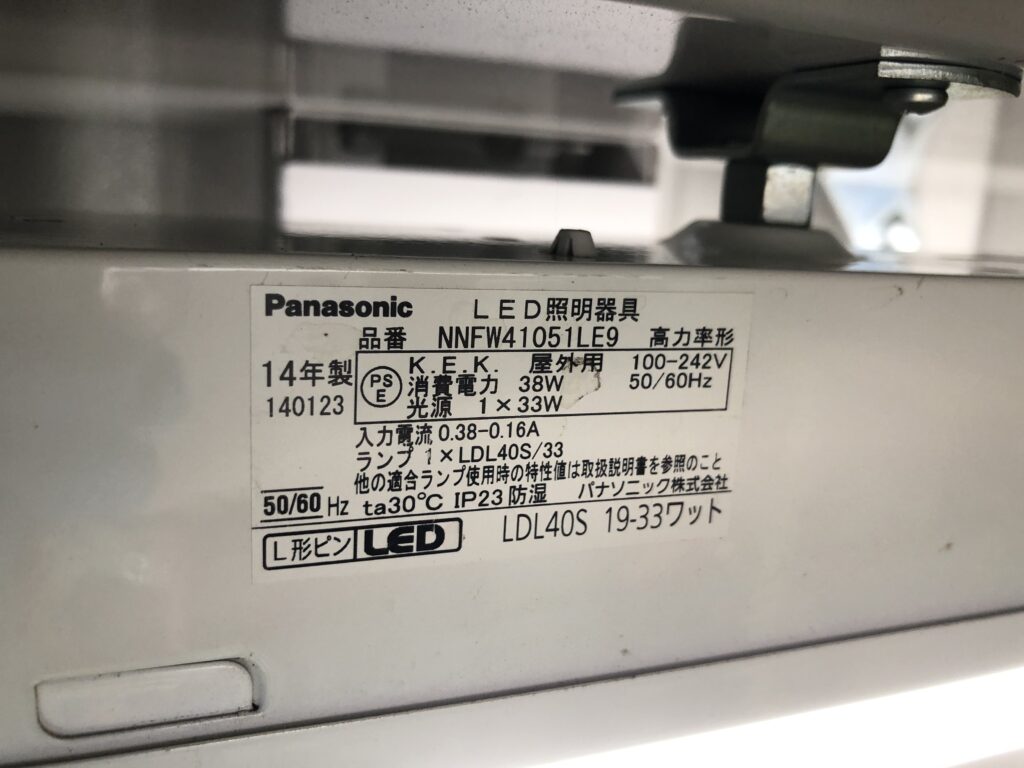 Panasonic LED照明器具
品番 NNFW41051LE9 高力率形
14年製
140123
PS
E
K.E.K. 屋外用 100-242V
消費電力 38W 50/60Hz
光源 1×33W
入力電流 0.38-0.16A
ランプ 1×LDL40S/33
他の適合ランプ使用時の特性値は取扱説明書を参照のこと
50/60 Hz ta30℃ IP23 防湿 パナソニック株式会社
L形ピン LED LDL40S 19-33ワット